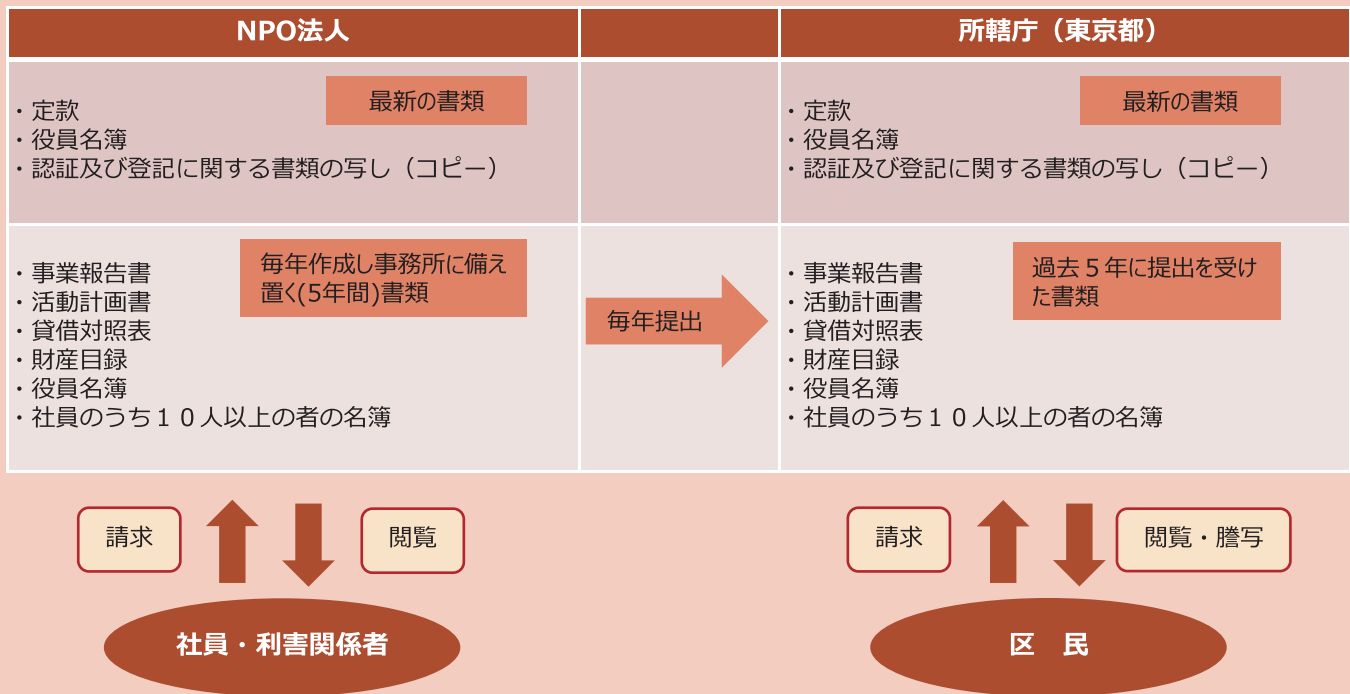 NPO法人
所轄庁（東京都）
最新の書類
・定款
・役員名簿
・認証及び登記に関する書類の写し（コピー）
最新の書類
・定款
・役員名簿
・認証及び登記に関する書類の写し（コピー）
毎年作成し事務所に備え
置く(5年間)書類
・事業報告書
・活動計画書
・貸借対照表
・財産目録
・役員名簿
・社員のうち１０人以上の者の名簿
毎年提出
過去５年に提出を受け
た書類
・事業報告書
・活動計画書
・貸借対照表
・財産目録
・役員名簿
・社員のうち１０人以上の者の名簿
請求
閲覧
請求
閲覧・謄写
社員・利害関係者
区　民